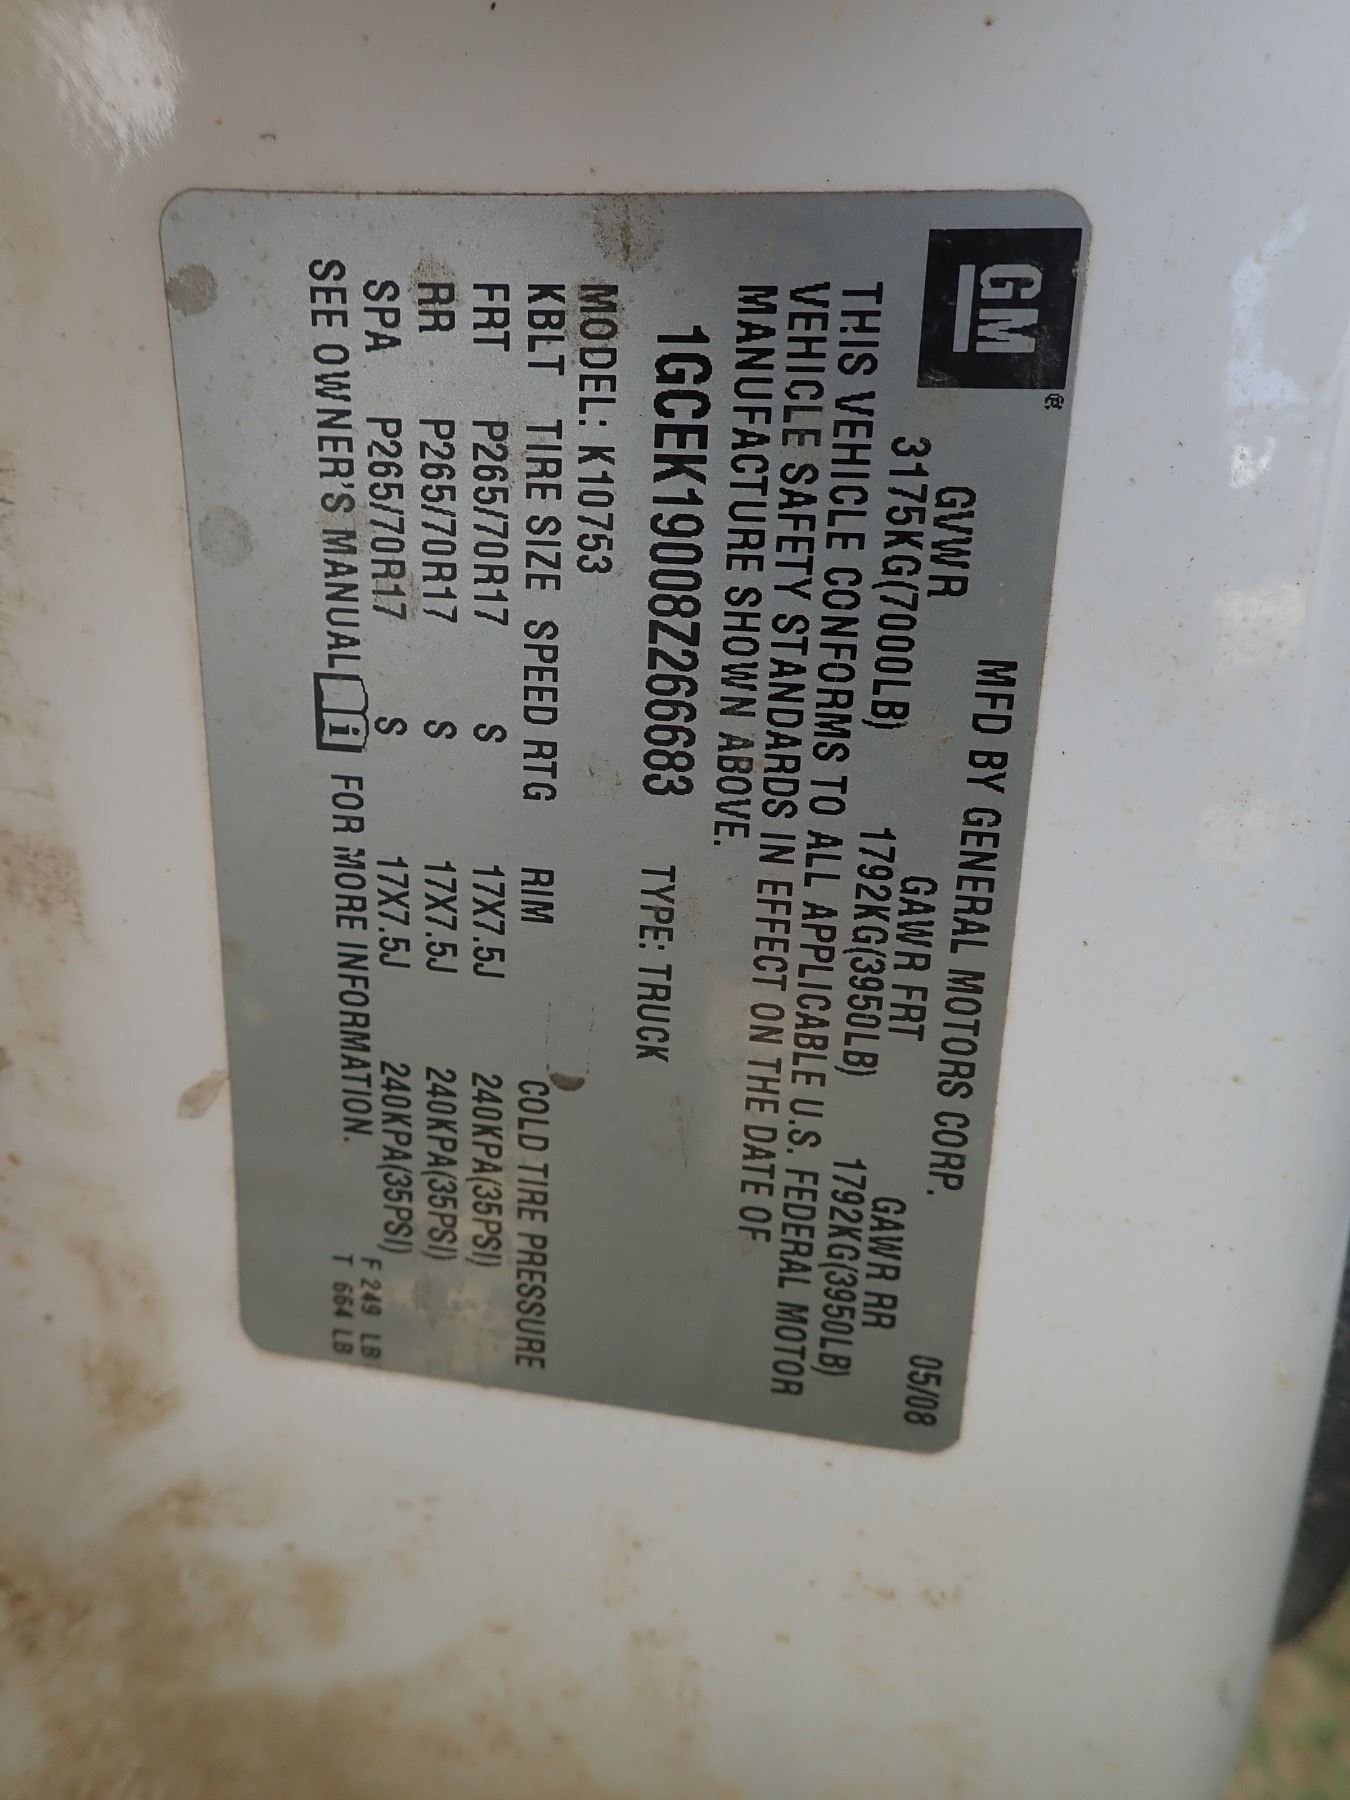 GM®
MFD BY GENERAL MOTORS CORP. 05/08
GVWR GAWR FRT GAWR RR
3175KG(7000LB) 1792KG(3950LB) 1792KG(3950LB)
THIS VEHICLE CONFORMS TO ALL APPLICABLE U.S. FEDERAL MOTOR
VEHICLE SAFETY STANDARDS IN EFFECT ON THE DATE OF
MANUFACTURE SHOWN ABOVE.
1GCEK19008Z266683 TYPE: TRUCK
MODEL: K10753
KBLT TIRE SIZE SPEED RTG RIM COLD TIRE PRESSURE
FRT P265/70R17 S 17X7.5J 240KPA(35PSI)
RR P265/70R17 S 17X7.5J 240KPA(35PSI)
SPA P265/70R17 S 17X7.5J 240KPA(35PSI)
SEE OWNER'S MANUAL i FOR MORE INFORMATION.
F 249 LB
T 664 LB